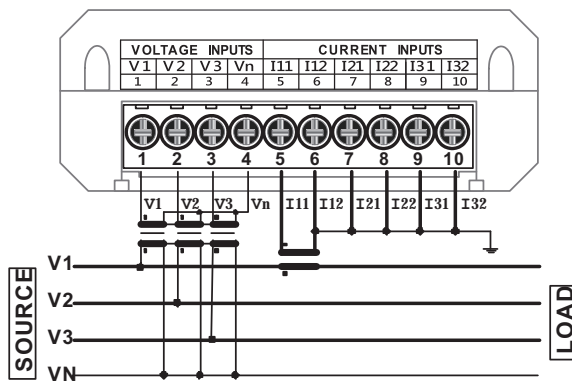 VOLTAGE INPUTS CURRENT INPUTS
V1 V2 V3 Vn I11 I12 I21 I22 I31 I32
1 2 3 4 5 6 7 8 9 10
1 2 3 4 5 6 7 8 9 10
V1 V2 V3 Vn I11 I12 I21 I22 I31 I32
SOURCE
V1
V2
V3
VN
LOAD